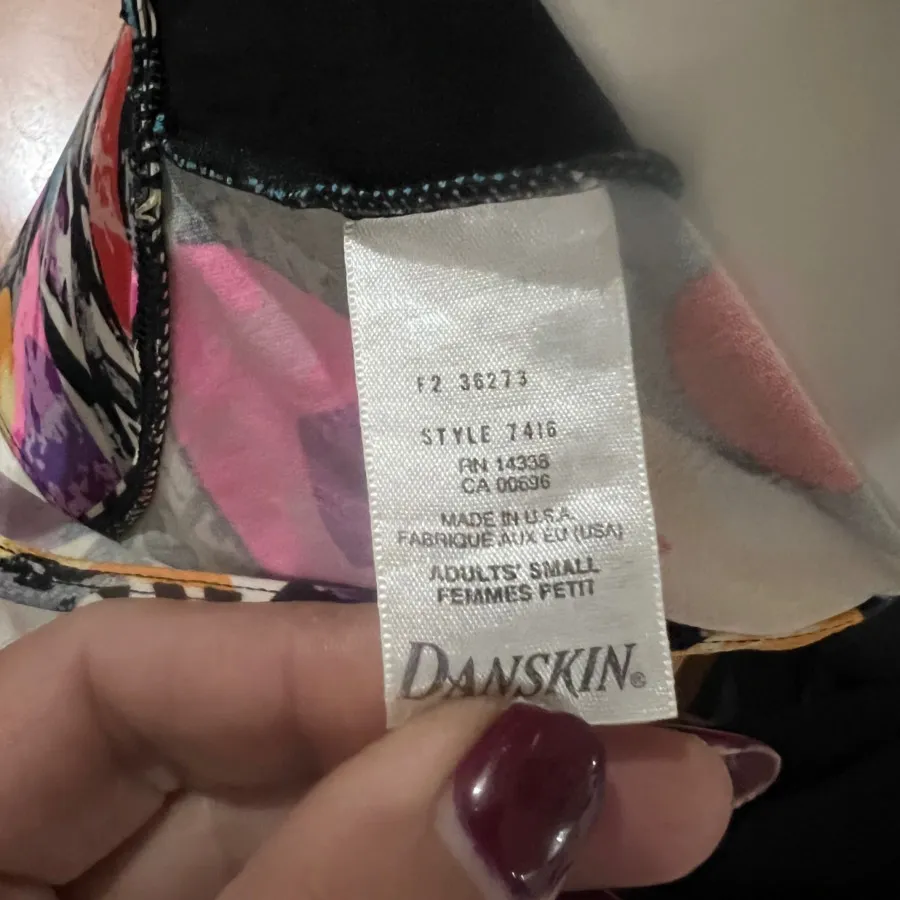 F2 36273
STYLE 7416
RN 14338
CA 00696
MADE IN U.S.A.
FABRIQUE AUX EU (USA)
ADULTS' SMALL
FEMMES PETIT
DANSKIN®